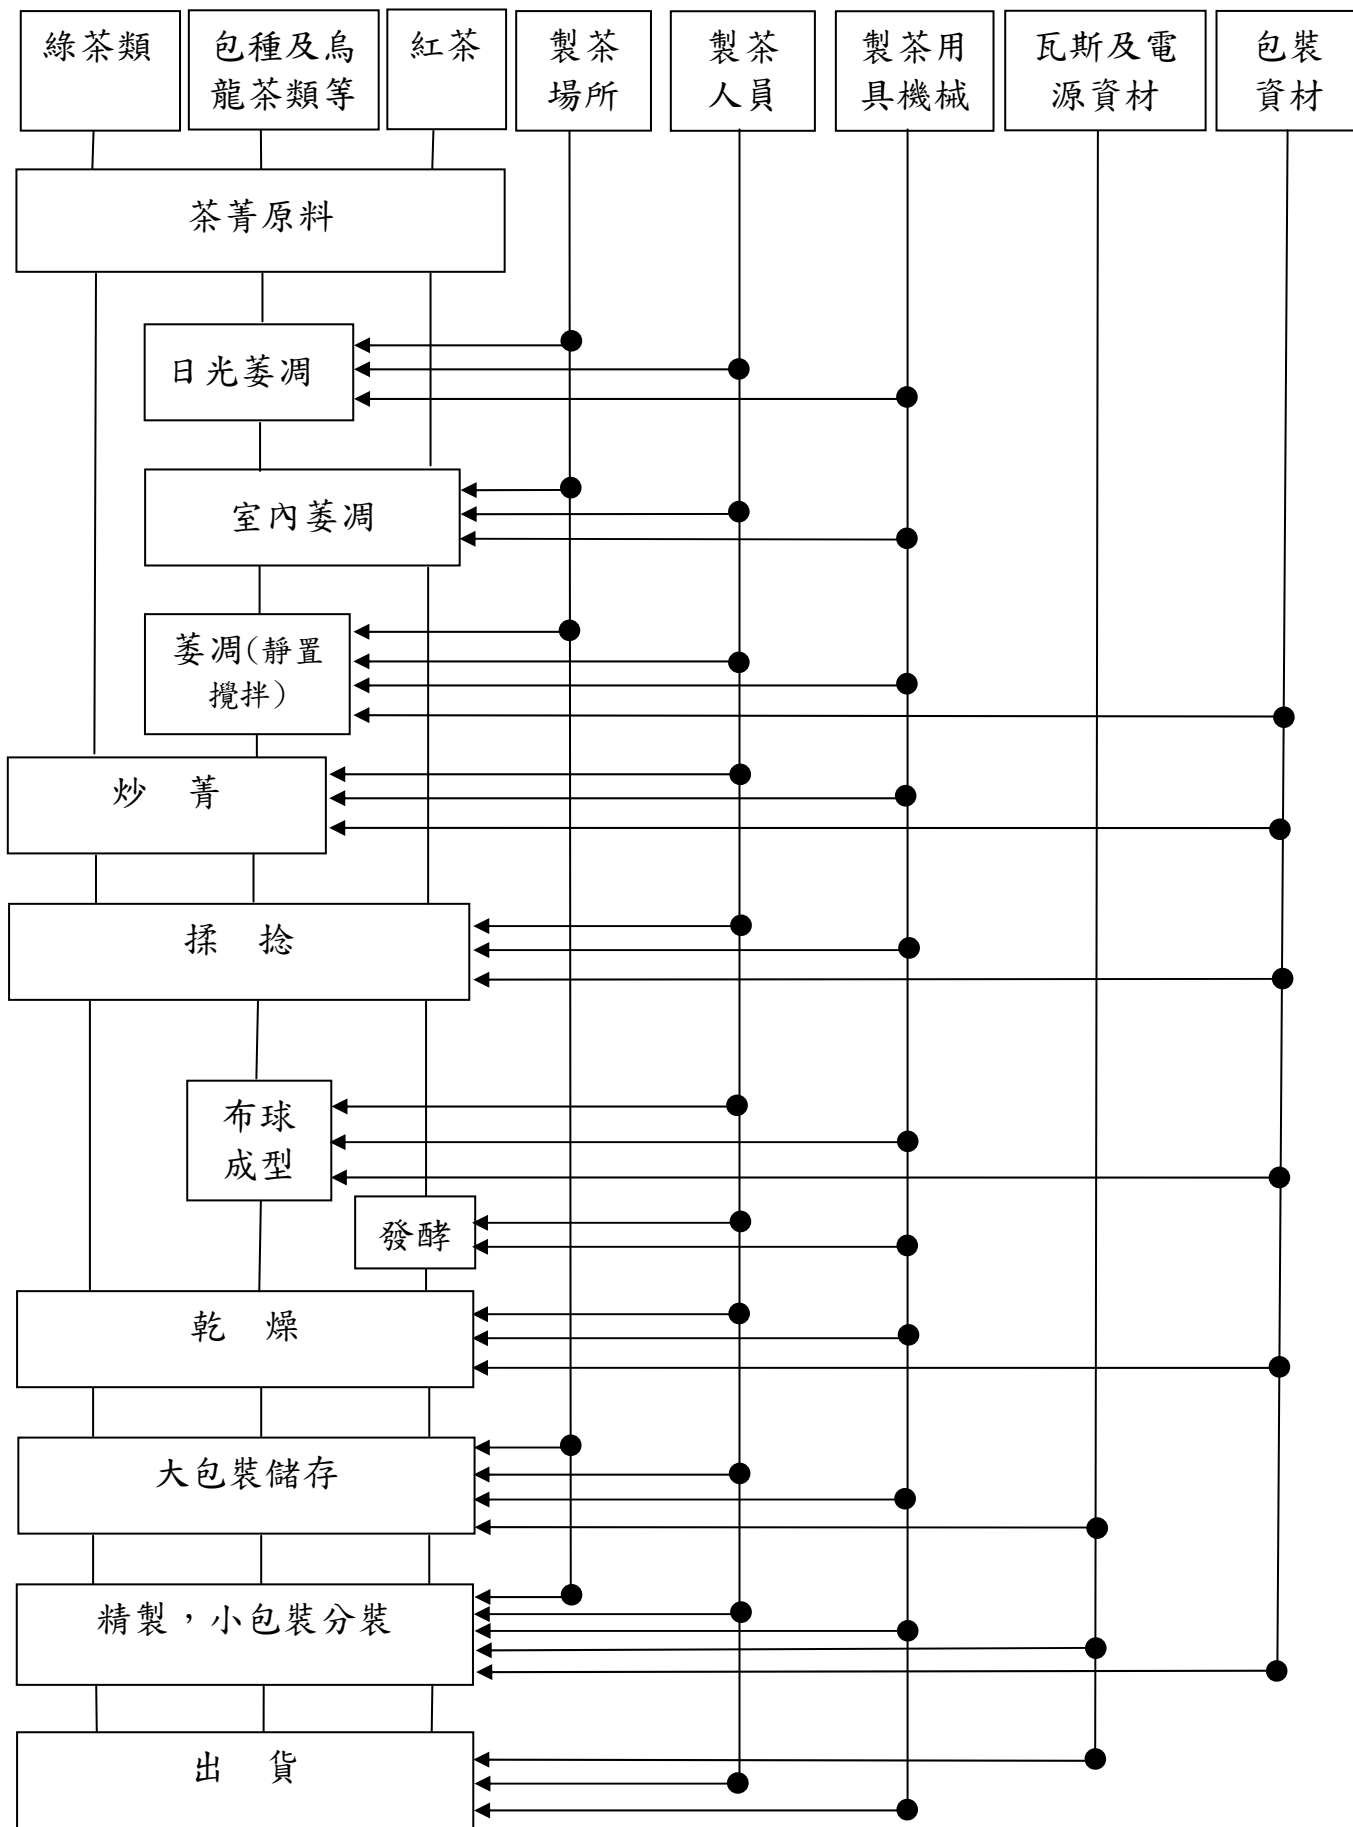 綠茶類
包種及烏
龍茶類等
紅茶
製茶
場所
製茶
人員
製茶用
具機械
瓦斯及電
源資材
包裝
資材
茶菁原料
日光萎凋
室內萎凋
萎凋(靜置
攪拌)
炒 菁
揉 捻
布球
成型
發酵
乾 燥
大包裝儲存
精製，小包裝分裝
出 貨